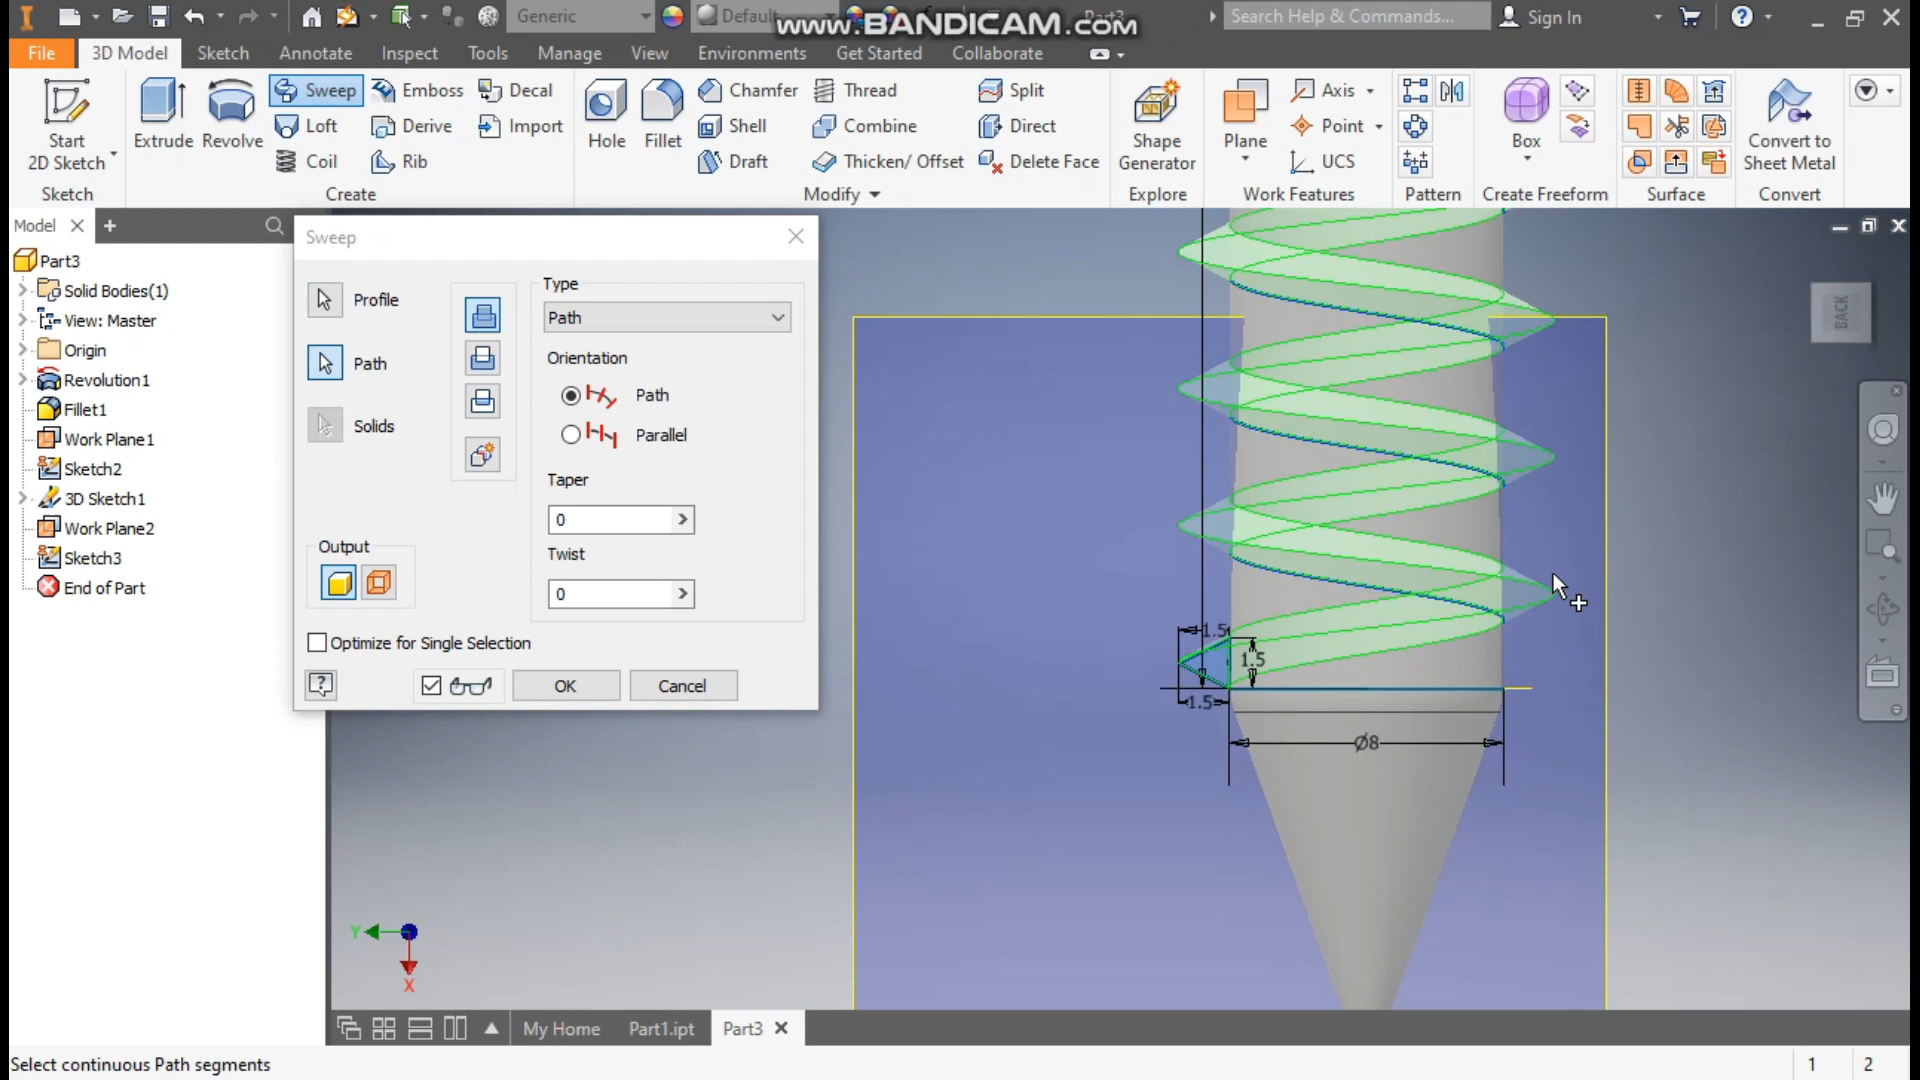 Generic
Default
www.BANDICAM.com
Search Help & Commands...
Sign In
File
3D Model
Sketch
Annotate
Inspect
Tools
Manage
View
Environments
Get Started
Collaborate
Start
2D Sketch
Extrude
Revolve
Sweep
Loft
Coil
Emboss
Derive
Rib
Decal
Import
Hole
Fillet
Chamfer
Shell
Draft
Thread
Combine
Thicken/ Offset
Split
Direct
Delete Face
Shape
Generator
Plane
Axis
Point
UCS
Box
Convert to
Sheet Metal
Sketch
Create
Modify
Explore
Work Features
Pattern
Create Freeform
Surface
Convert
Model
Part3
Solid Bodies(1)
View: Master
Origin
Revolution1
Fillet1
Work Plane1
Sketch2
3D Sketch1
Work Plane2
Sketch3
End of Part
Sweep
Profile
Path
Solids
Output
Type
Path
Orientation
Path
Parallel
Taper
0
Twist
0
Optimize for Single Selection
OK
Cancel
BACK
1.5
1.5
1.5
Ø8
Y
X
My Home
Part1.ipt
Part3
Select continuous Path segments
1
2